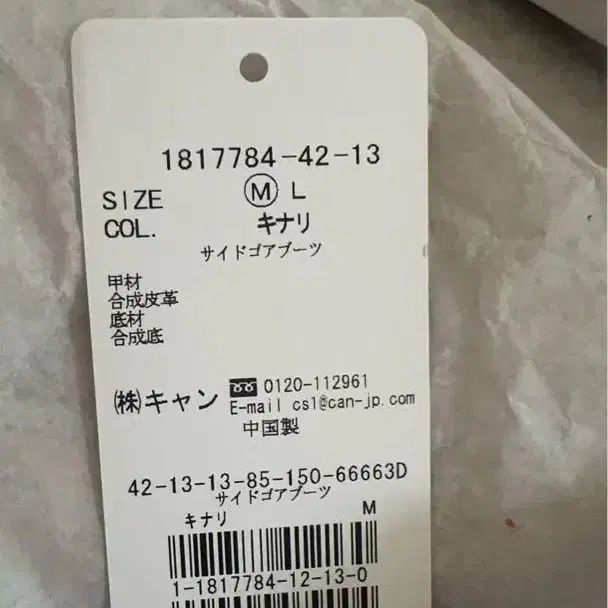 1817784-42-13
SIZE Ⓜ L
COL. キナリ
サイドゴアブーツ
甲材
合成皮革
底材
合成底
㈱キャン 0120-112961
E-mail cs1@can-jp.com
中国製
42-13-13-85-150-66663D
サイドゴアブーツ
キナリ M
1-1817784-12-13-0